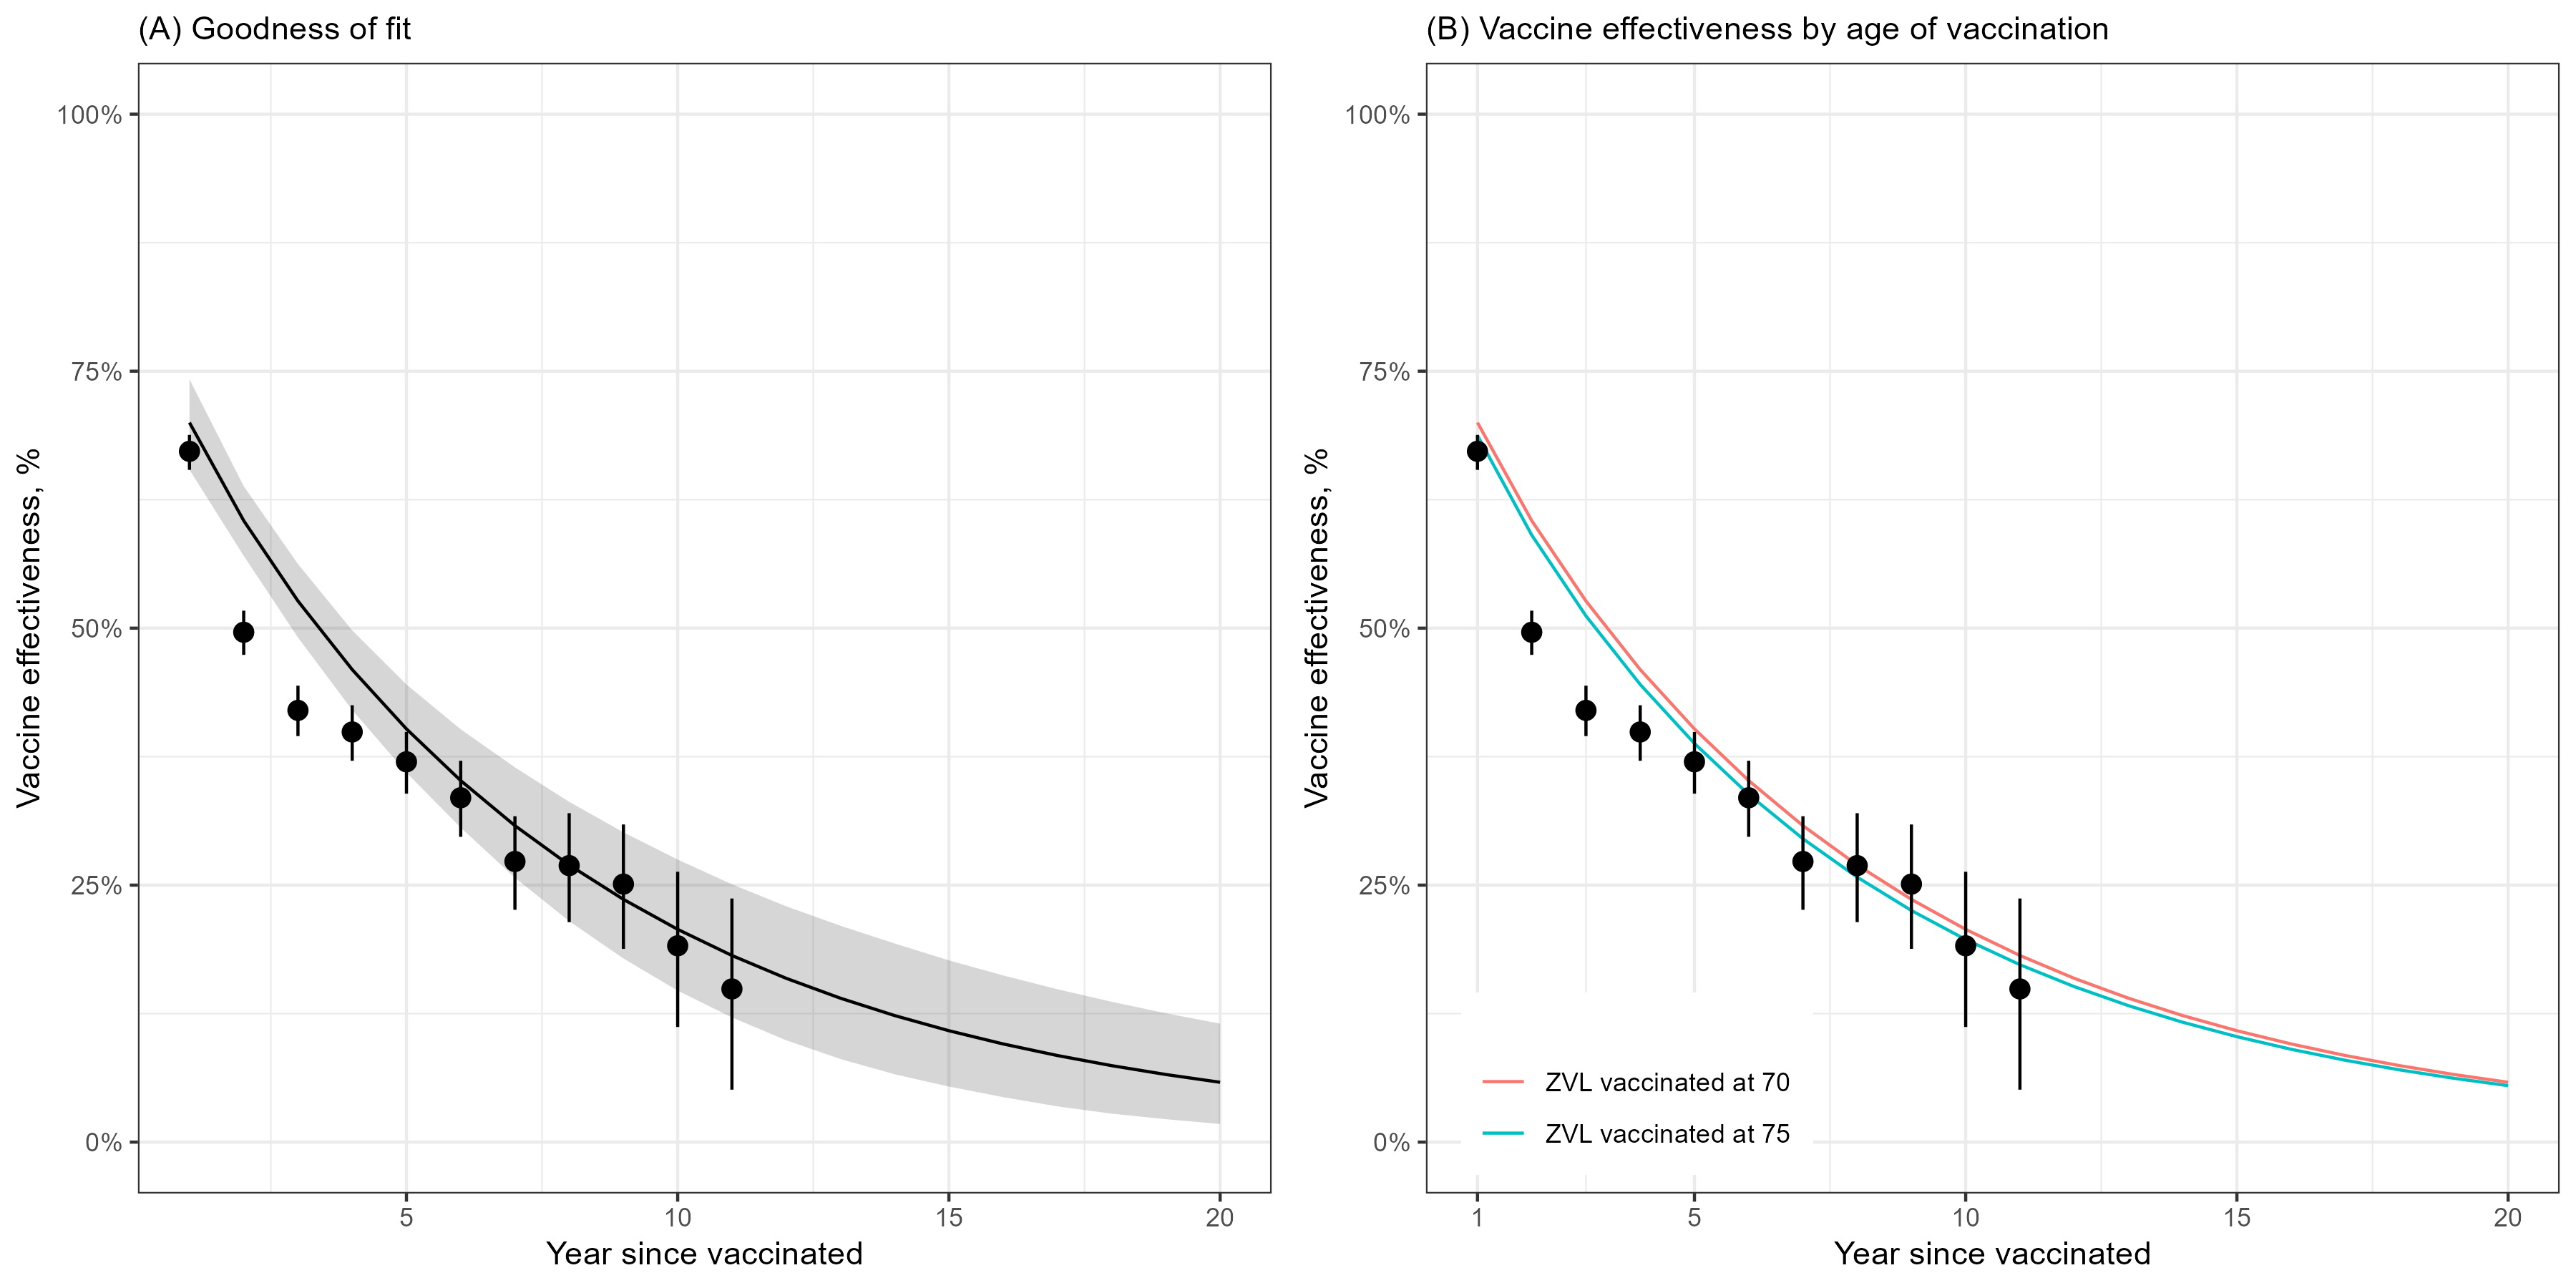 (A) Goodness of fit
100%
75%
50%
25%
0%
Vaccine effectiveness, %
5 10 15 20
Year since vaccinated
(B) Vaccine effectiveness by age of vaccination
100%
75%
50%
25%
0%
Vaccine effectiveness, %
ZVL vaccinated at 70
ZVL vaccinated at 75
1 5 10 15 20
Year since vaccinated